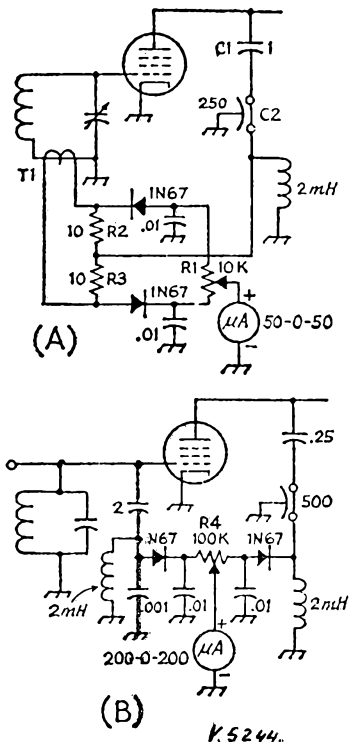 C1
1
250
C2
T1
1N67
2mH
10
R2
.01
R1
10K
10
R3
1N67
+
(A)
.01
μA
50-0-50
-
.25
500
2
R4
1N67
100K
1N67
2mH
.001
.01
.01
2mH
+
μA
200-0-200
-
(B)
V.5244.